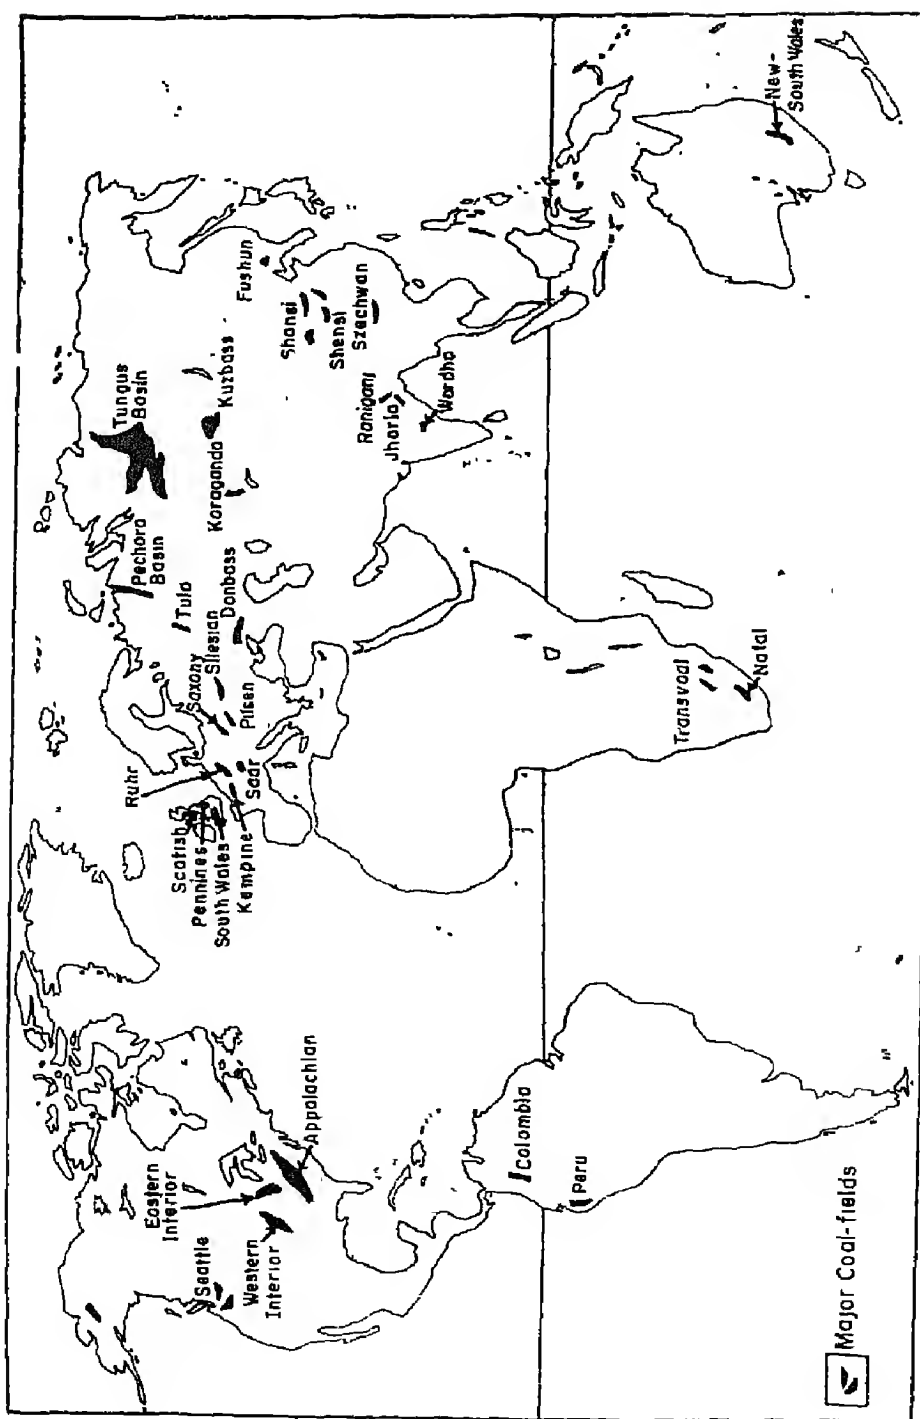 Eastern
Interior
Seattle
Western
Interior
Appalachian
Colombia
Peru
Scotish
Pennines
South Wales
Kempine
Ruhr
Saar
Saxony
Pilsen
Silesian
Donbass
Tula
Pechora
Basin
Tungus
Basin
Karaganda
Kuzbass
Fushun
Shansi
Shensi
Szechwan
Raniganj
Jharia
Wardha
Transvaal
Natal
New-
South Wales
Major Coal-fields